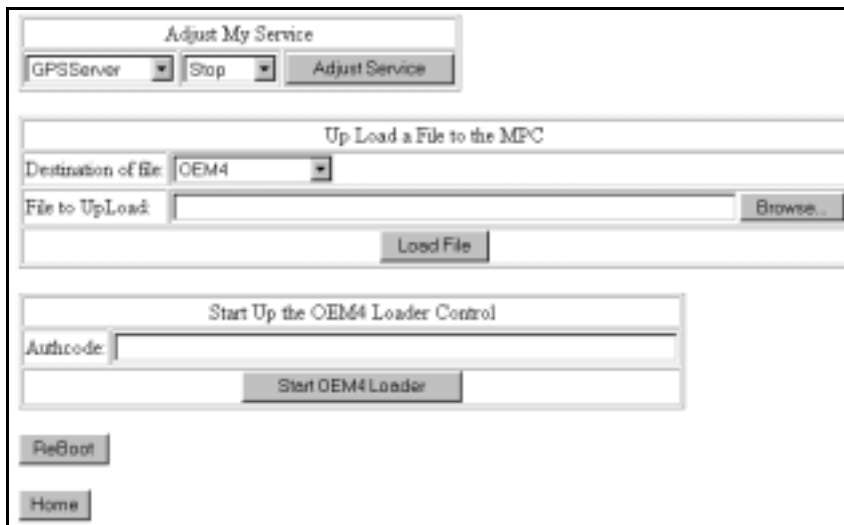 Adjust My Service
GPSServer Stop Adjust Service
Up Load a File to the MPC
Destination of file: OEM4
File to UpLoad: Browse...
Load File
Start Up the OEM4 Loader Control
Authcode:
Start OEM4 Loader
ReBoot
Home